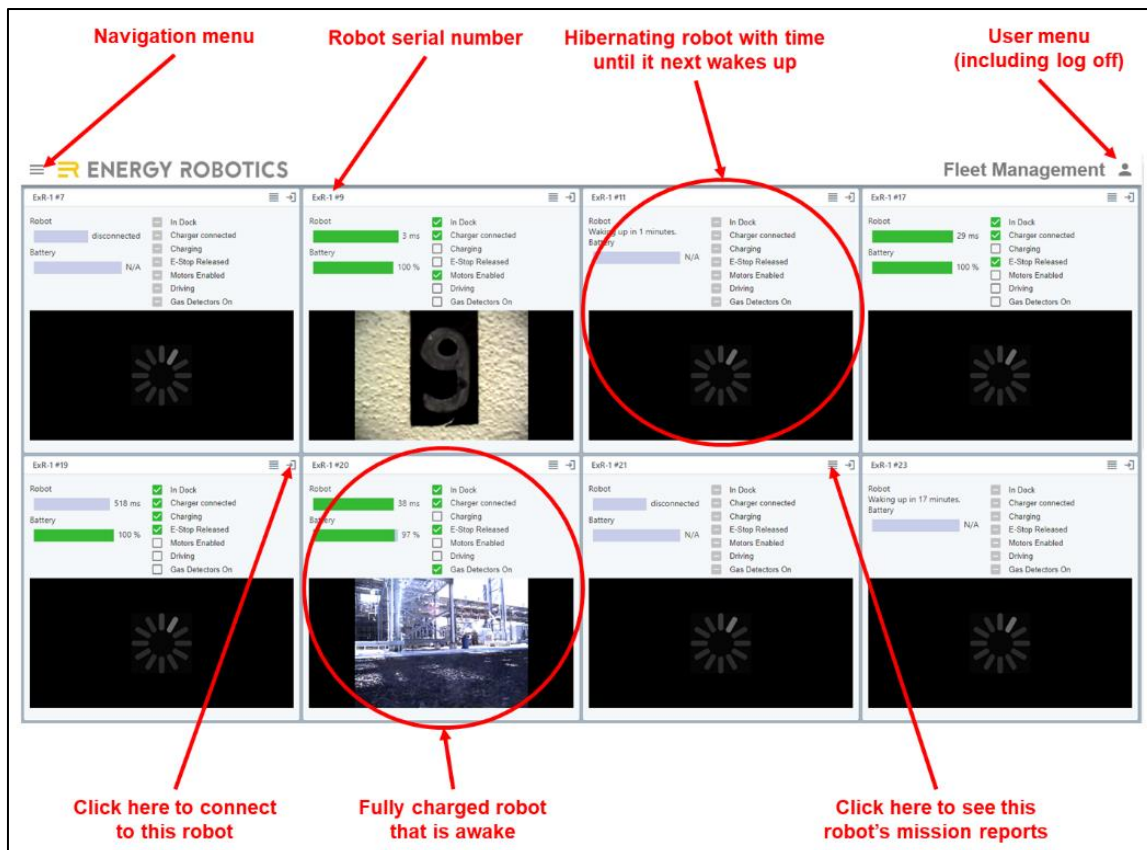 Navigation menu
Robot serial number
Hibernating robot with time
until it next wakes up
User menu
(including log off)
ENERGY ROBOTICS
Fleet Management
ExR-1 #7
Robot
disconnected
Battery
N/A
In Dock
Charger connected
Charging
E-Stop Released
Motors Enabled
Driving
Gas Detectors On
ExR-1 #9
Robot
3 ms
Battery
100 %
In Dock
Charger connected
Charging
E-Stop Released
Motors Enabled
Driving
Gas Detectors On
9
ExR-1 #11
Robot
Waking up in 1 minutes.
Battery
N/A
In Dock
Charger connected
Charging
E-Stop Released
Motors Enabled
Driving
Gas Detectors On
ExR-1 #17
Robot
29 ms
Battery
100 %
In Dock
Charger connected
Charging
E-Stop Released
Motors Enabled
Driving
Gas Detectors On
ExR-1 #19
Robot
518 ms
Battery
100 %
In Dock
Charger connected
Charging
E-Stop Released
Motors Enabled
Driving
Gas Detectors On
ExR-1 #20
Robot
38 ms
Battery
97 %
In Dock
Charger connected
Charging
E-Stop Released
Motors Enabled
Driving
Gas Detectors On
ExR-1 #21
Robot
disconnected
Battery
N/A
In Dock
Charger connected
Charging
E-Stop Released
Motors Enabled
Driving
Gas Detectors On
ExR-1 #23
Robot
Waking up in 17 minutes.
Battery
N/A
In Dock
Charger connected
Charging
E-Stop Released
Motors Enabled
Driving
Gas Detectors On
Click here to connect
to this robot
Fully charged robot
that is awake
Click here to see this
robot's mission reports